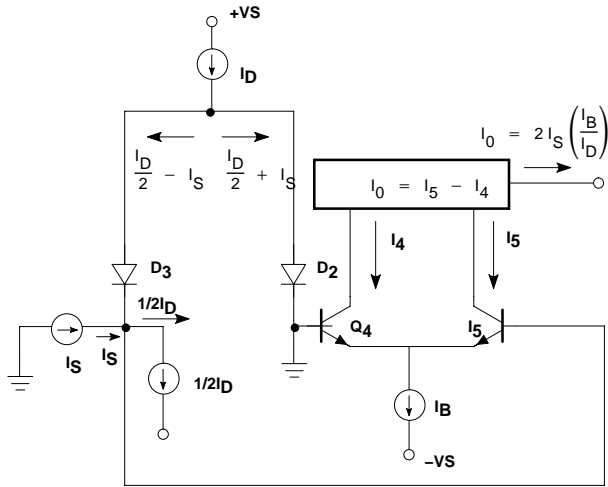 +VS
I_D
I_0 = 2 I_S (I_B / I_D)
I_D / 2 − I_S
I_D / 2 + I_S
I_0 = I_5 − I_4
I_4
I_5
D_3
D_2
1/2I_D
Q_4
I_5
I_S
I_S
1/2I_D
I_B
−VS